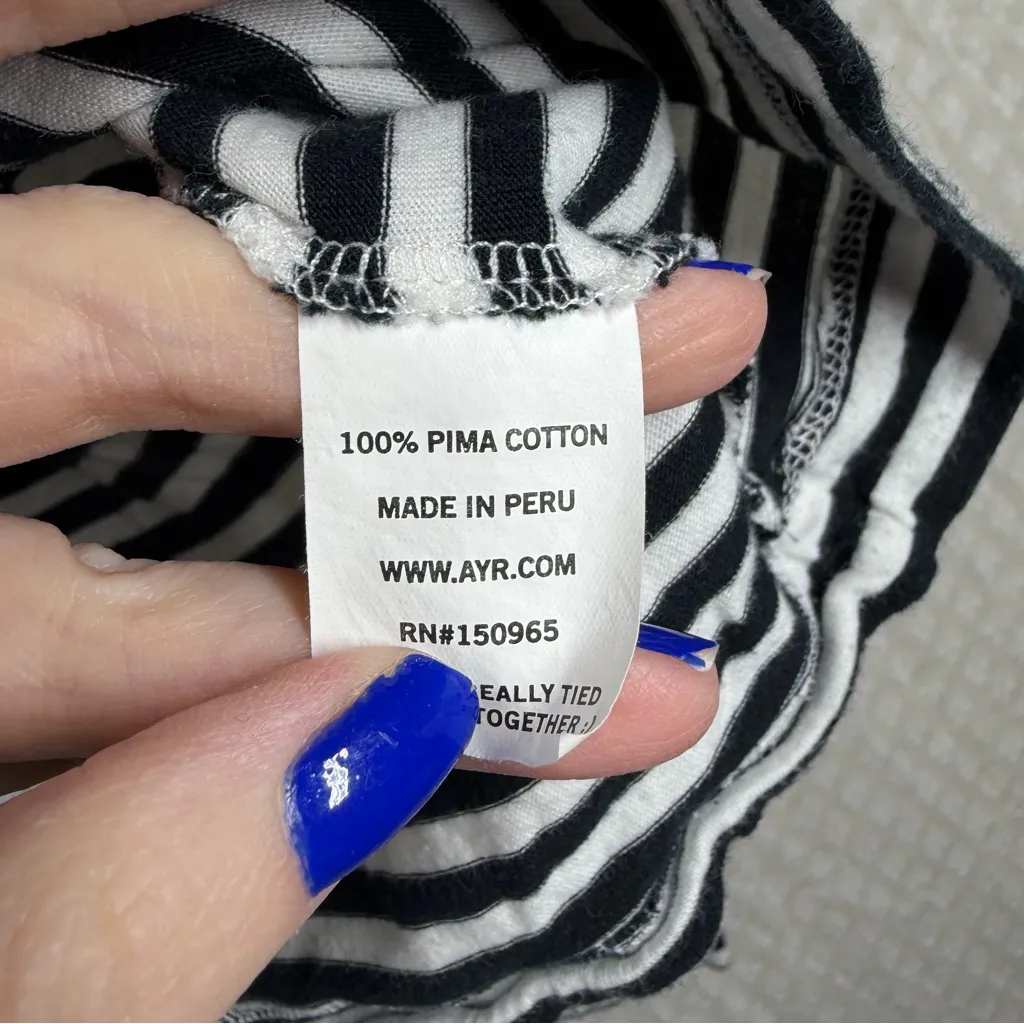 100% PIMA COTTON
MADE IN PERU
WWW.AYR.COM
RN#150965
TIED
TOGETHER ;)